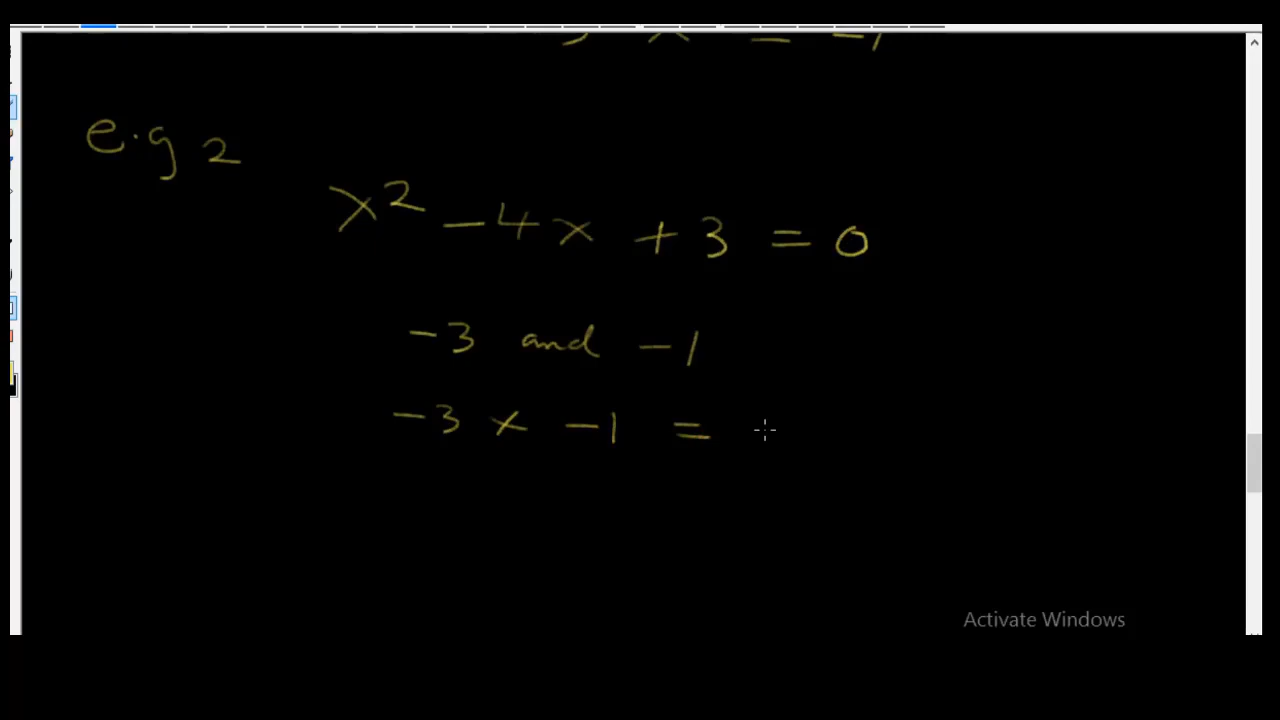 e.g 2
x² - 4x + 3 = 0
-3 and -1
-3 x -1 =
Activate Windows